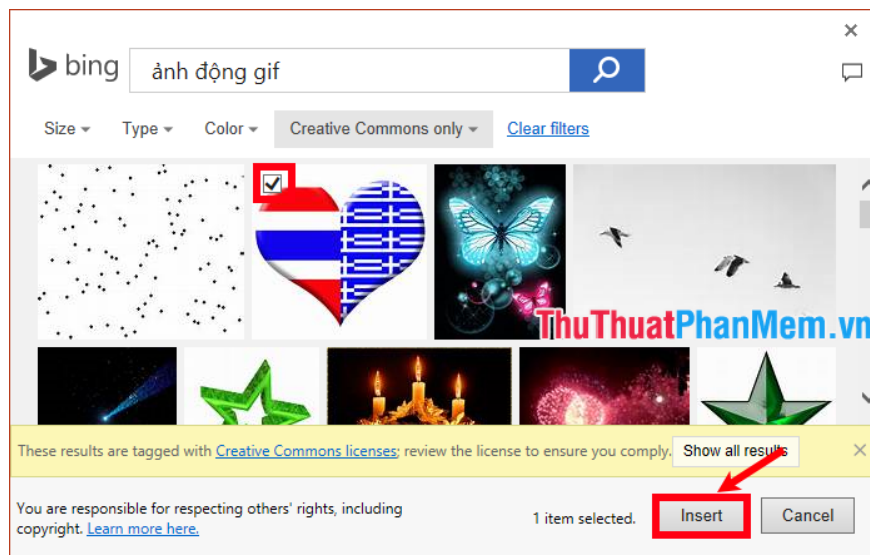 bing
ảnh động gif
Size Type Color Creative Commons only Clear filters
ThuThuatPhanMem.vn
These results are tagged with Creative Commons licenses; review the license to ensure you comply. Show all results
You are responsible for respecting others' rights, including
copyright. Learn more here.
1 item selected. Insert Cancel